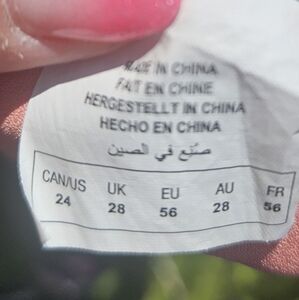 MADE IN CHINA
FAIT EN CHINE
HERGESTELLT IN CHINA
HECHO EN CHINA
صنع في الصين
CAN/US UK EU AU FR
24 28 56 28 56